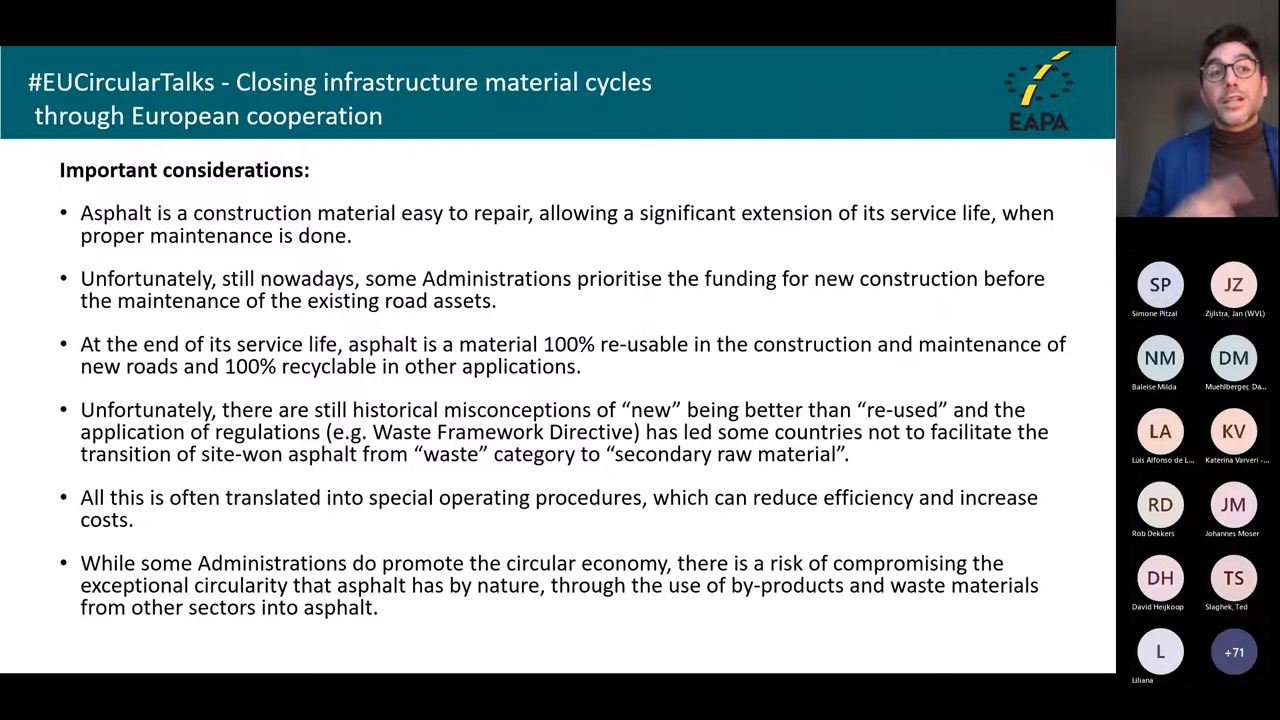 #EUCircularTalks - Closing infrastructure material cycles
through European cooperation
EAPA
Important considerations:
• Asphalt is a construction material easy to repair, allowing a significant extension of its service life, when
proper maintenance is done.
• Unfortunately, still nowadays, some Administrations prioritise the funding for new construction before
the maintenance of the existing road assets.
• At the end of its service life, asphalt is a material 100% re-usable in the construction and maintenance of
new roads and 100% recyclable in other applications.
• Unfortunately, there are still historical misconceptions of “new” being better than “re-used” and the
application of regulations (e.g. Waste Framework Directive) has led some countries not to facilitate the
transition of site-won asphalt from “waste” category to “secondary raw material”.
• All this is often translated into special operating procedures, which can reduce efficiency and increase
costs.
• While some Administrations do promote the circular economy, there is a risk of compromising the
exceptional circularity that asphalt has by nature, through the use of by-products and waste materials
from other sectors into asphalt.
SP JZ
Simone Pitzal Zijlstra, Jan (WVL)
NM DM
Baleise Milda Muehlberger, Da...
LA KV
Luis Alfonso de L... Katerina Varveri -...
RD JM
Rob Dekkers Johannes Moser
DH TS
David Heijkoop Slaghek, Ted
L +71
Liliana